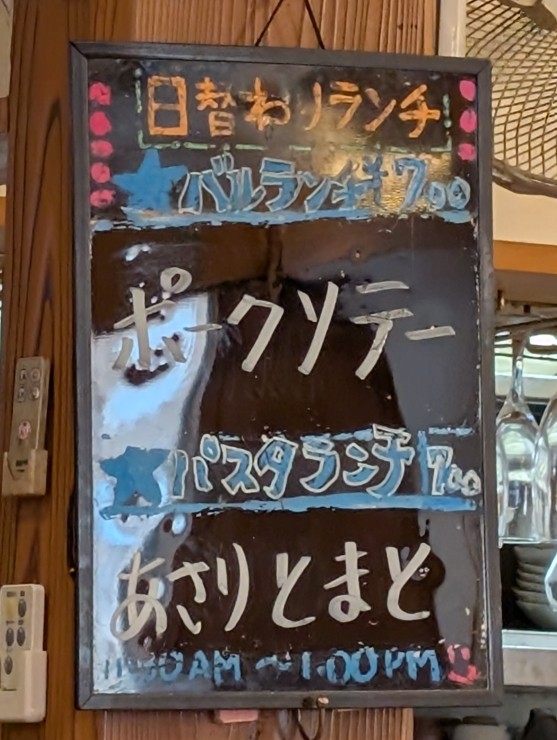 日替わりランチ
★バルランチ¥700
ポークソテー
★パスタランチ 700
あさりとまと
11:00AM〜1:00PM